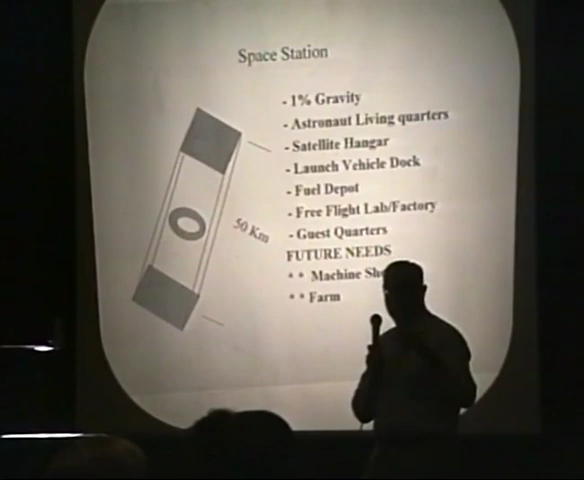 Space Station
- 1% Gravity
- Astronaut Living quarters
- Satellite Hangar
- Launch Vehicle Dock
- Fuel Depot
- Free Flight Lab/Factory
- Guest Quarters
50 Km
FUTURE NEEDS
* * Machine
* * Farm